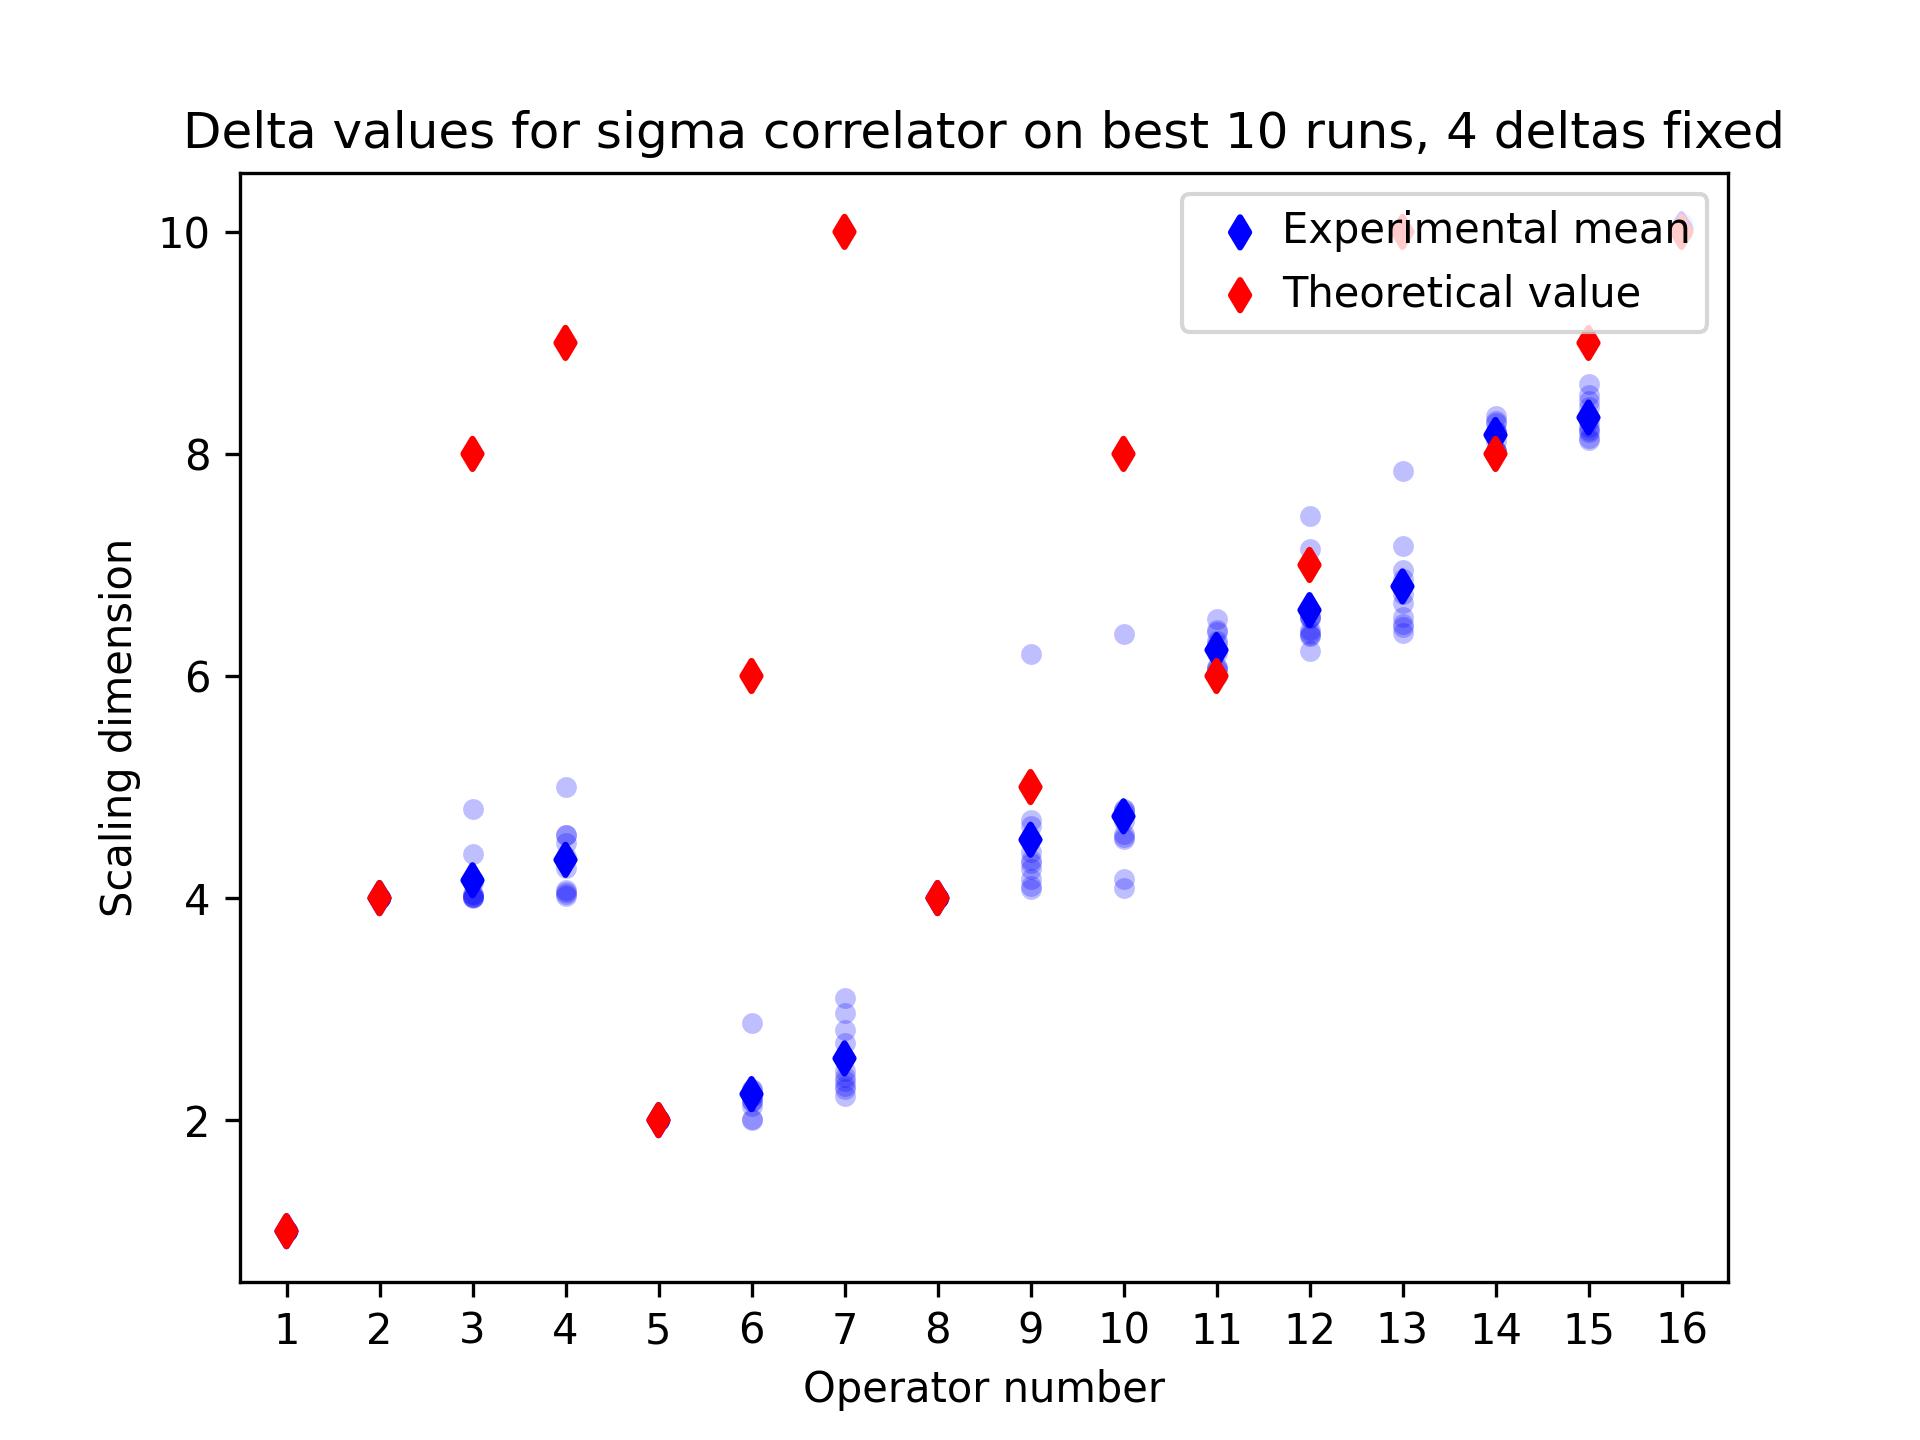 Delta values for sigma correlator on best 10 runs, 4 deltas fixed
Experimental mean
Theoretical value
10
8
6
4
2
Scaling dimension
1 2 3 4 5 6 7 8 9 10 11 12 13 14 15 16
Operator number